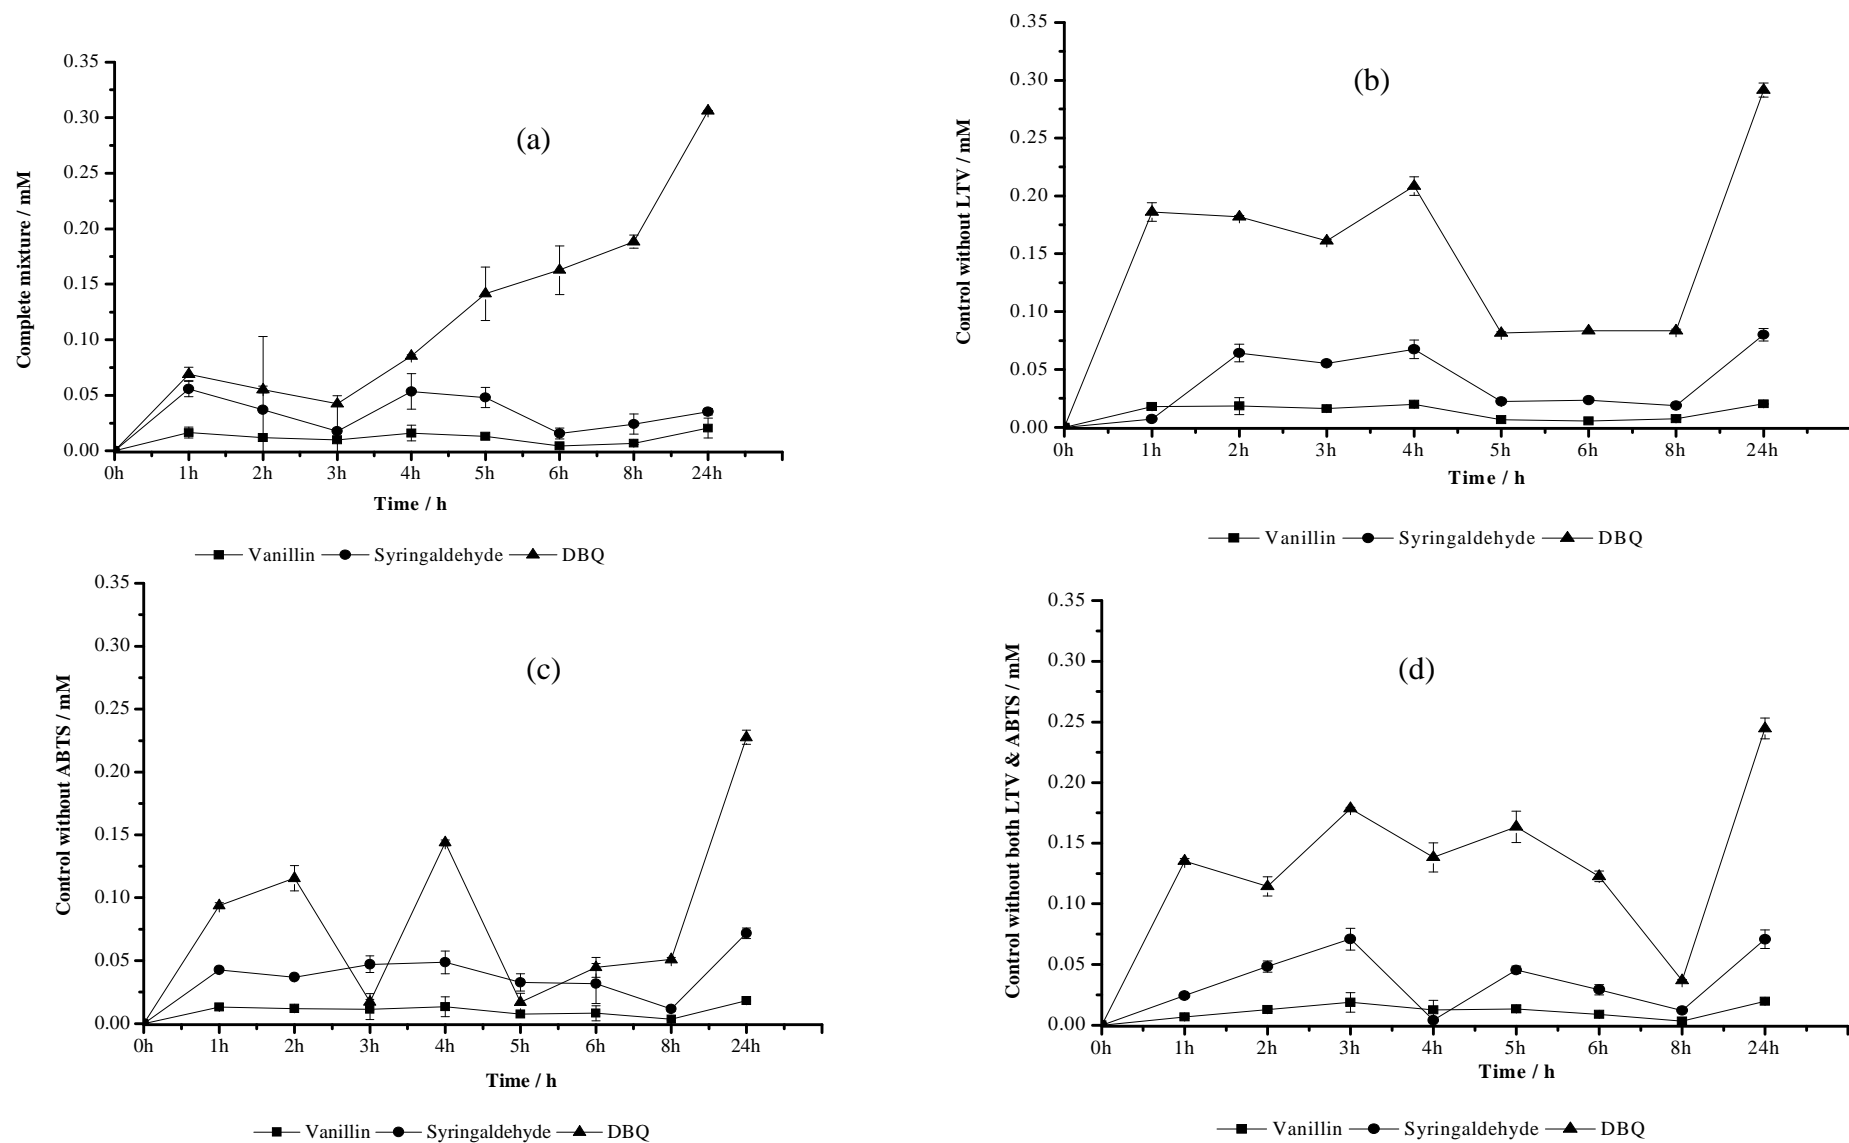 (a)
Complete mixture / mM
0.35
0.30
0.25
0.20
0.15
0.10
0.05
0.00
0h 1h 2h 3h 4h 5h 6h 8h 24h
Time / h
Vanillin Syringaldehyde DBQ
(b)
Control without LTV / mM
0.35
0.30
0.25
0.20
0.15
0.10
0.05
0.00
0h 1h 2h 3h 4h 5h 6h 8h 24h
Time / h
Vanillin Syringaldehyde DBQ
(c)
Control without ABTS / mM
0.35
0.30
0.25
0.20
0.15
0.10
0.05
0.00
0h 1h 2h 3h 4h 5h 6h 8h 24h
Time / h
Vanillin Syringaldehyde DBQ
(d)
Control without both LTV & ABTS / mM
0.35
0.30
0.25
0.20
0.15
0.10
0.05
0.00
0h 1h 2h 3h 4h 5h 6h 8h 24h
Time / h
Vanillin Syringaldehyde DBQ